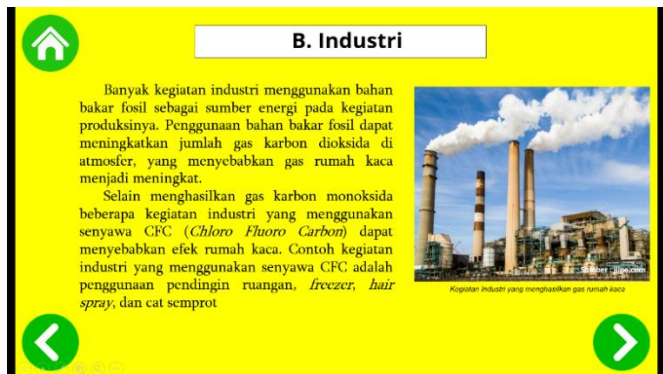 B. Industri
Banyak kegiatan industri menggunakan bahan
bakar fosil sebagai sumber energi pada kegiatan
produksinya. Penggunaan bahan bakar fosil dapat
meningkatkan jumlah gas karbon dioksida di
atmosfer, yang menyebabkan gas rumah kaca
menjadi meningkat.
Selain menghasilkan gas karbon monoksida
beberapa kegiatan industri yang menggunakan
senyawa CFC (Chloro Fluoro Carbon) dapat
menyebabkan efek rumah kaca. Contoh kegiatan
industri yang menggunakan senyawa CFC adalah
penggunaan pendingin ruangan, freezer, hair
spray, dan cat semprot
Kegiatan Industri yang menghasilkan gas rumah kaca